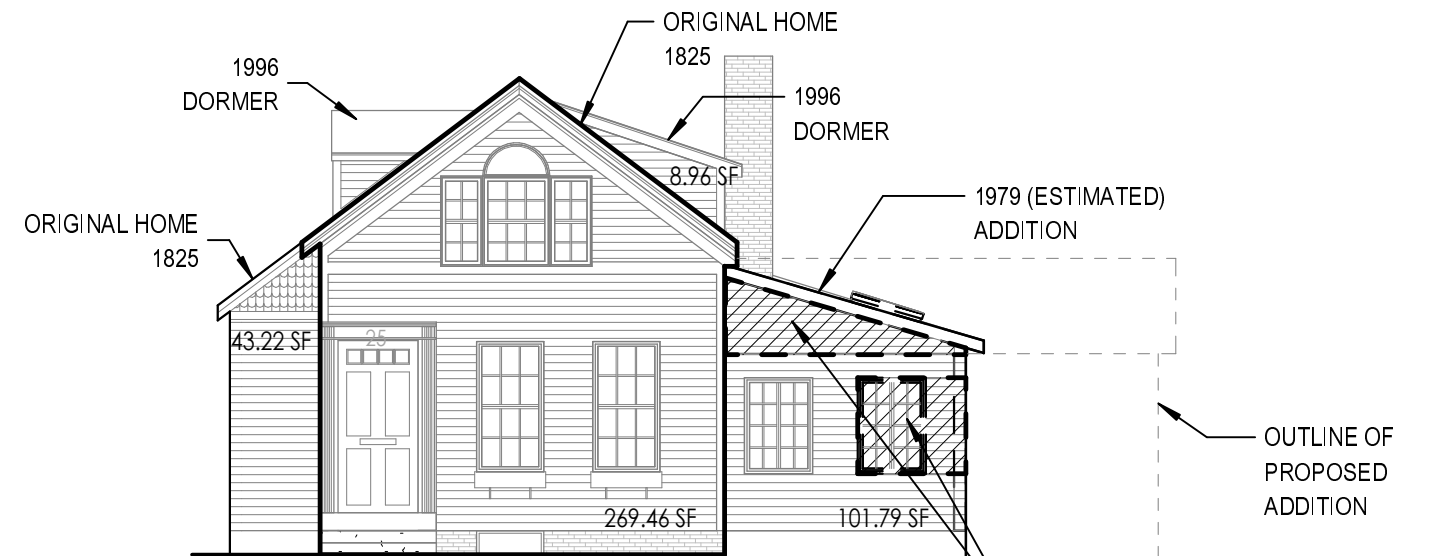 ORIGINAL HOME
1825
1996
DORMER
1996
DORMER
8.96 SF
1979 (ESTIMATED)
ADDITION
ORIGINAL HOME
1825
43.22 SF
25
OUTLINE OF
PROPOSED
ADDITION
269.46 SF
101.79 SF